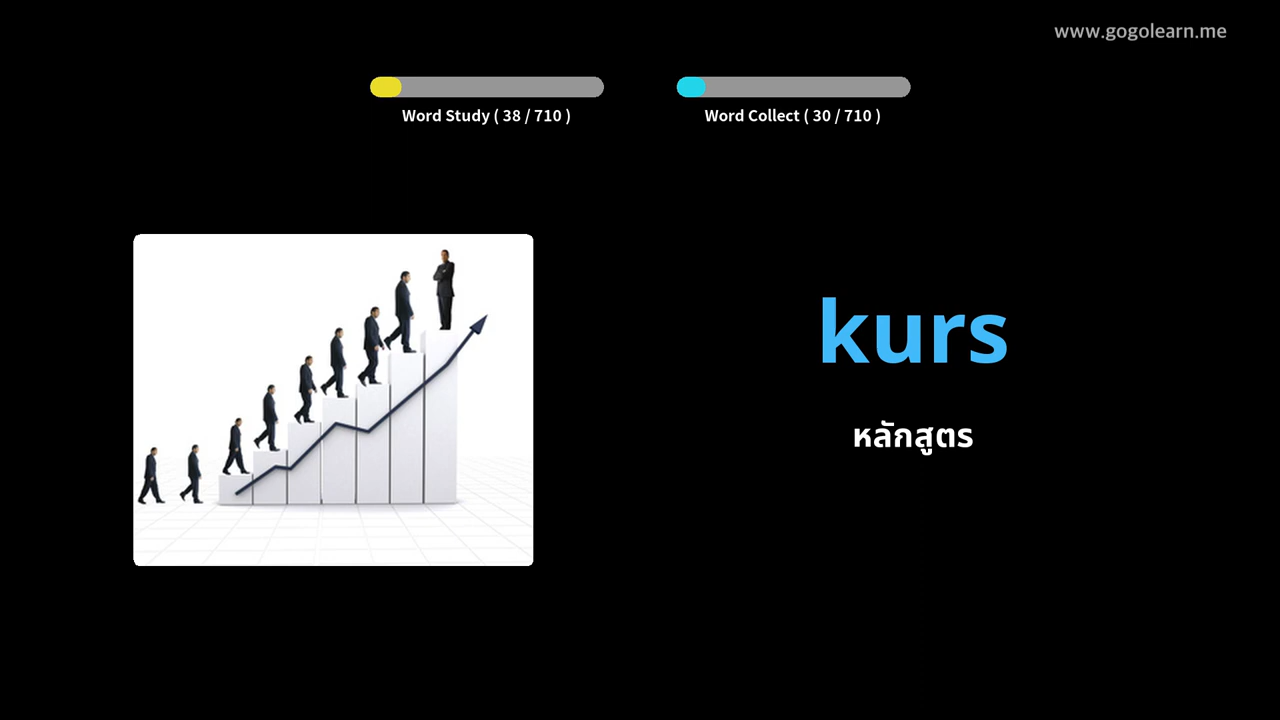 www.gogolearn.me
Word Study ( 38 / 710 )
Word Collect ( 30 / 710 )
kurs
หลักสูตร